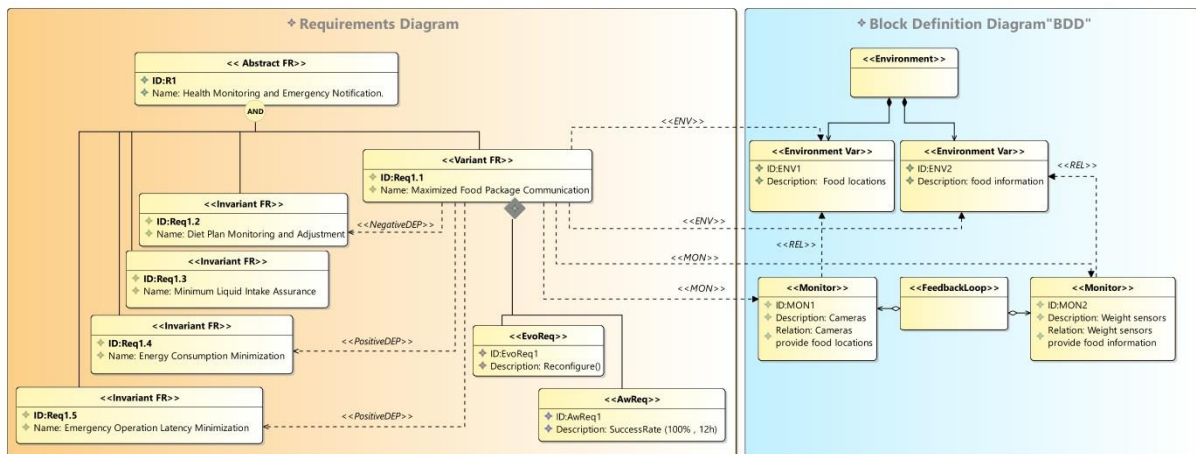 Requirements Diagram
<< Abstract FR>>
ID:R1
Name: Health Monitoring and Emergency Notification.
AND
<<Variant FR>>
ID:Req1.1
Name: Maximized Food Package Communication
<<Invariant FR>>
ID:Req1.2
Name: Diet Plan Monitoring and Adjustment
<<NegativeDEP>>
<<Invariant FR>>
ID:Req1.3
Name: Minimum Liquid Intake Assurance
<<Invariant FR>>
ID:Req1.4
Name: Energy Consumption Minimization
<<PositiveDEP>>
<<Invariant FR>>
ID:Req1.5
Name: Emergency Operation Latency Minimization
<<PositiveDEP>>
<<EvoReq>>
ID:EvoReq1
Description: Reconfigure()
<<AwReq>>
ID:AwReq1
Description: SuccessRate (100% , 12h)
<<ENV>>
<<ENV>>
<<MON>>
<<MON>>
Block Definition Diagram"BDD"
<<Environment>>
<<Environment Var>>
ID:ENV1
Description: Food locations
<<Environment Var>>
ID:ENV2
Description: food information
<<REL>>
<<REL>>
<<Monitor>>
ID:MON1
Description: Cameras
Relation: Cameras
provide food locations
<<FeedbackLoop>>
<<Monitor>>
ID:MON2
Description: Weight sensors
Relation: Weight sensors
provide food information